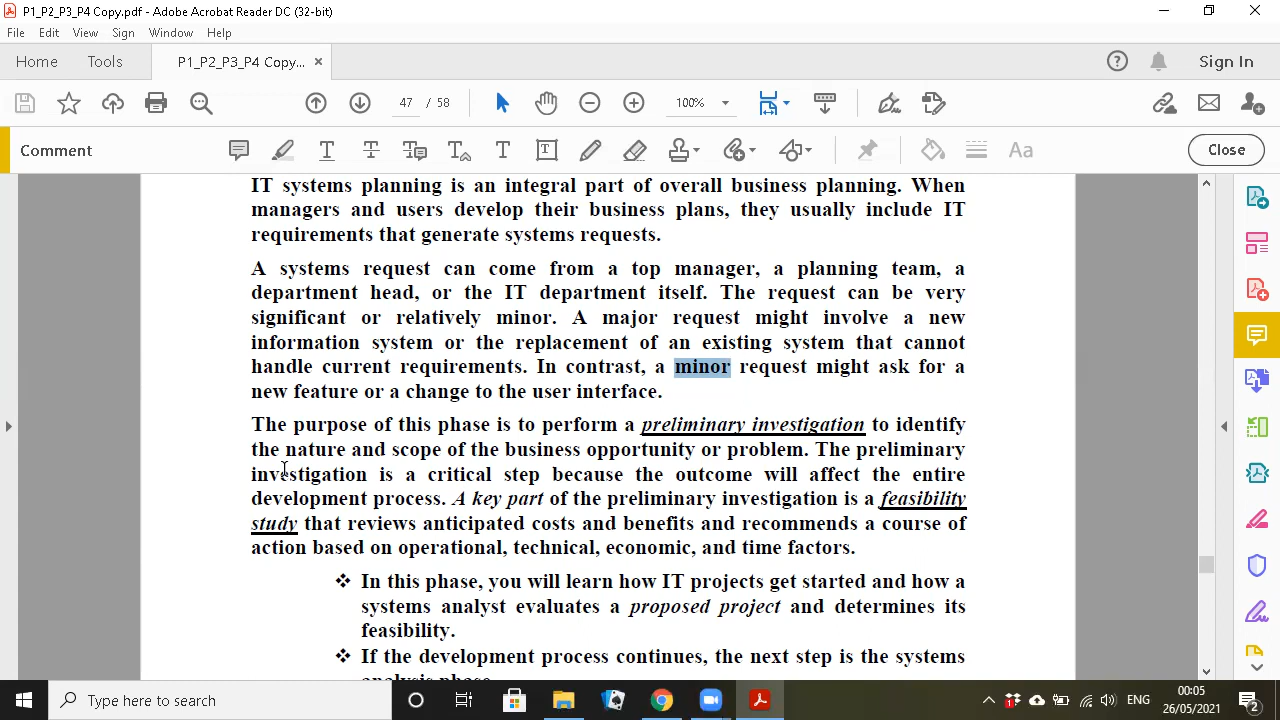 P1_P2_P3_P4 Copy.pdf - Adobe Acrobat Reader DC (32-bit)
File Edit View Sign Window Help
Home Tools P1_P2_P3_P4 Copy... × Sign In
47 / 58 100%
Comment Close
IT systems planning is an integral part of overall business planning. When
managers and users develop their business plans, they usually include IT
requirements that generate systems requests.
A systems request can come from a top manager, a planning team, a
department head, or the IT department itself. The request can be very
significant or relatively minor. A major request might involve a new
information system or the replacement of an existing system that cannot
handle current requirements. In contrast, a minor request might ask for a
new feature or a change to the user interface.
The purpose of this phase is to perform a preliminary investigation to identify
the nature and scope of the business opportunity or problem. The preliminary
investigation is a critical step because the outcome will affect the entire
development process. A key part of the preliminary investigation is a feasibility
study that reviews anticipated costs and benefits and recommends a course of
action based on operational, technical, economic, and time factors.
❖ In this phase, you will learn how IT projects get started and how a
systems analyst evaluates a proposed project and determines its
feasibility.
❖ If the development process continues, the next step is the systems
analysis phase.
Type here to search
ENG
00:05
26/05/2021
2